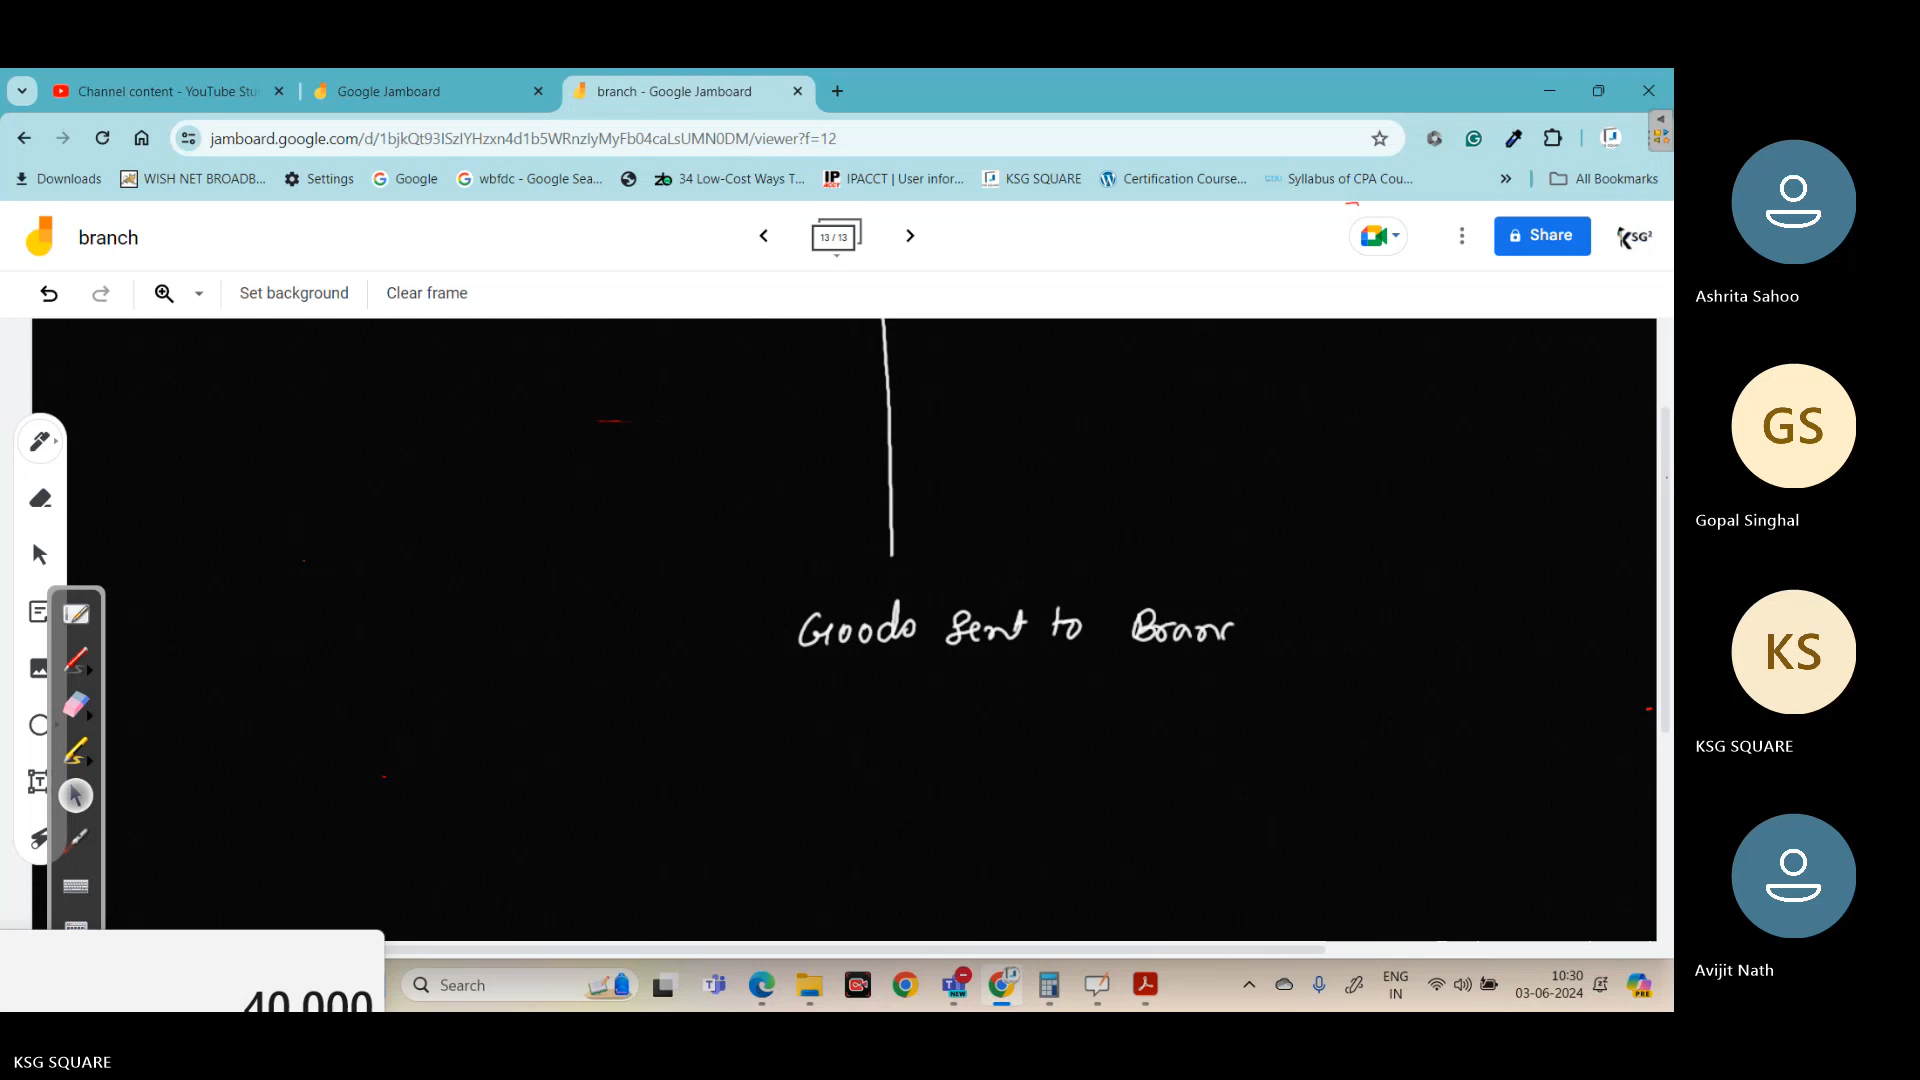 Channel content - YouTube Stu
Google Jamboard
branch - Google Jamboard
jamboard.google.com/d/1bjkQt93ISzIYHzxn4d1b5WRnzIyMyFb04caLsUMN0DM/viewer?f=12
Downloads
WISH NET BROADB...
Settings
Google
wbfdc - Google Sea...
34 Low-Cost Ways T...
IPACCT | User infor...
KSG SQUARE
Certification Course...
Syllabus of CPA Cou...
»
All Bookmarks
branch
13 / 13
Share
KSG²
Set background
Clear frame
Goods sent to Bran
40,000
Search
ENG
IN
10:30
03-06-2024
Ashrita Sahoo
GS
Gopal Singhal
KS
KSG SQUARE
Avijit Nath
KSG SQUARE